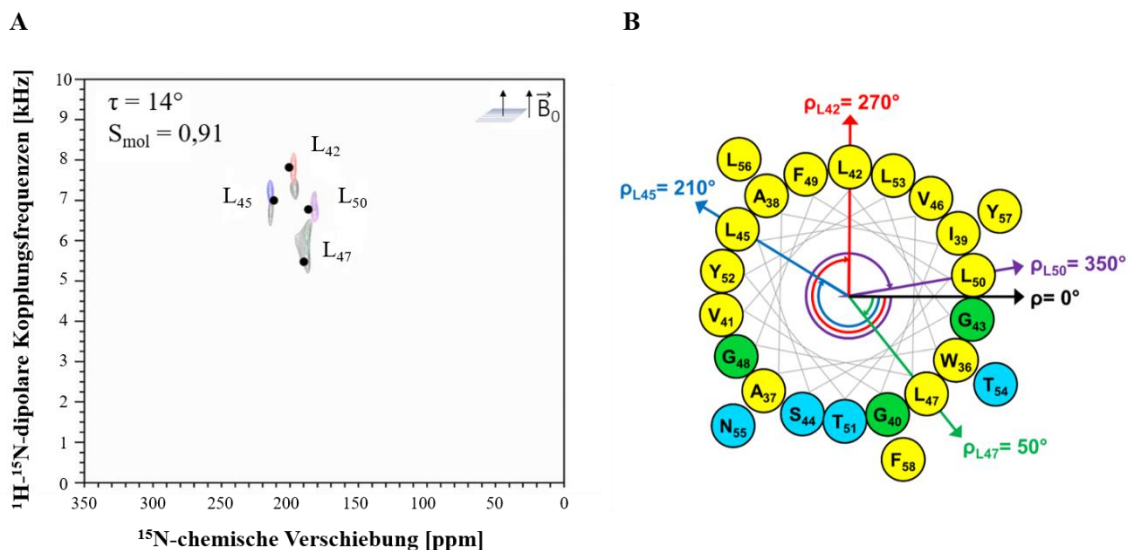 A
B
¹H-¹⁵N-dipolare Kopplungsfrequenzen [kHz]
10
9
8
7
6
5
4
3
2
1
0
τ = 14°
S_mol = 0,91
B₀
L₄₂
L₄₅
L₅₀
L₄₇
350
300
250
200
150
100
50
0
¹⁵N-chemische Verschiebung [ppm]
ρL42= 270°
L₅₆
F₄₉
L₄₂
L₅₃
A₃₈
V₄₆
Y₅₇
ρL45= 210°
L₄₅
I₃₉
Y₅₂
L₅₀
ρL50= 350°
ρ= 0°
V₄₁
G₄₃
G₄₈
W₃₆
T₅₄
A₃₇
L₄₇
S₄₄
T₅₁
G₄₀
N₅₅
ρL47= 50°
F₅₈